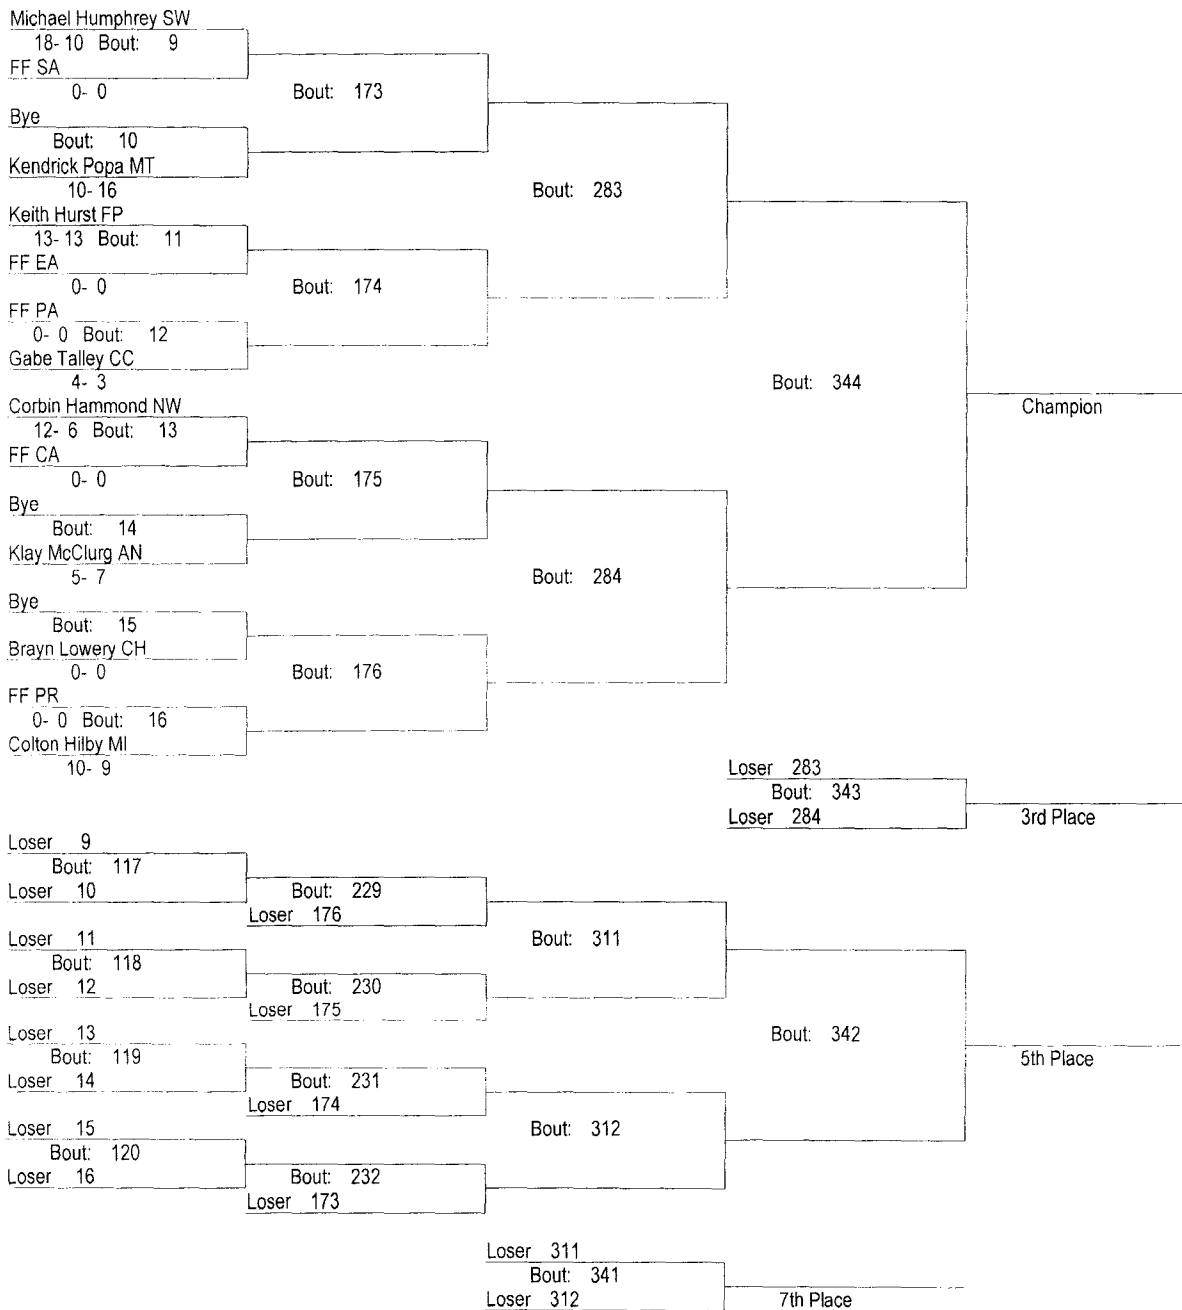 Michael Humphrey SW
18- 10 Bout: 9
FF SA
0- 0
Bout: 173
Bye
Bout: 10
Kendrick Popa MT
10- 16
Bout: 283
Keith Hurst FP
13- 13 Bout: 11
FF EA
0- 0
Bout: 174
FF PA
0- 0 Bout: 12
Gabe Talley CC
4- 3
Bout: 344
Champion
Corbin Hammond NW
12- 6 Bout: 13
FF CA
0- 0
Bout: 175
Bye
Bout: 14
Klay McClurg AN
5- 7
Bout: 284
Bye
Bout: 15
Brayn Lowery CH
0- 0
Bout: 176
FF PR
0- 0 Bout: 16
Colton Hilby MI
10- 9
Loser 283
Bout: 343
Loser 284
3rd Place
Loser 9
Bout: 117
Loser 10
Bout: 229
Loser 176
Bout: 311
Loser 11
Bout: 118
Loser 12
Bout: 230
Loser 175
Bout: 342
5th Place
Loser 13
Bout: 119
Loser 14
Bout: 231
Loser 174
Bout: 312
Loser 15
Bout: 120
Loser 16
Bout: 232
Loser 173
Loser 311
Bout: 341
Loser 312
7th Place